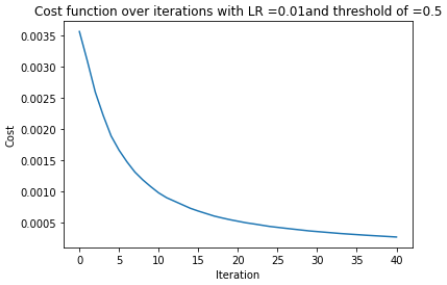 Cost function over iterations with LR =0.01and threshold of =0.5
0.0035
0.0030
0.0025
0.0020
0.0015
0.0010
0.0005
Cost
0 5 10 15 20 25 30 35 40
Iteration